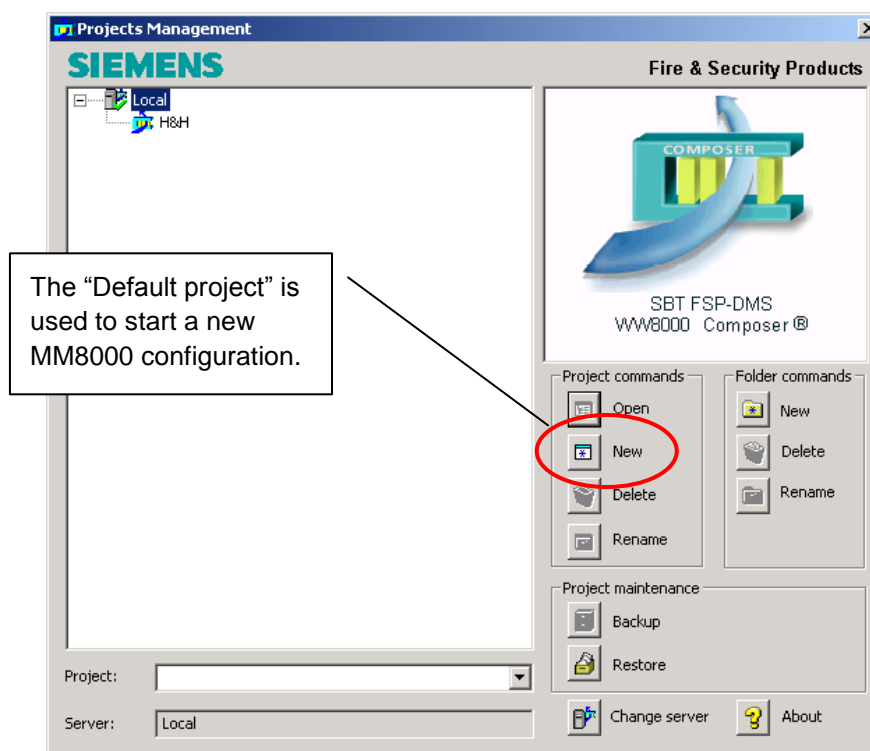 Projects Management
SIEMENS
Fire & Security Products
Local
H&H
COMPOSER
SBT FSP-DMS
WW8000 Composer ®
The “Default project” is
used to start a new
MM8000 configuration.
Project commands
Open
New
Delete
Rename
Folder commands
New
Delete
Rename
Project maintenance
Backup
Restore
Project:
Server:
Local
Change server
About